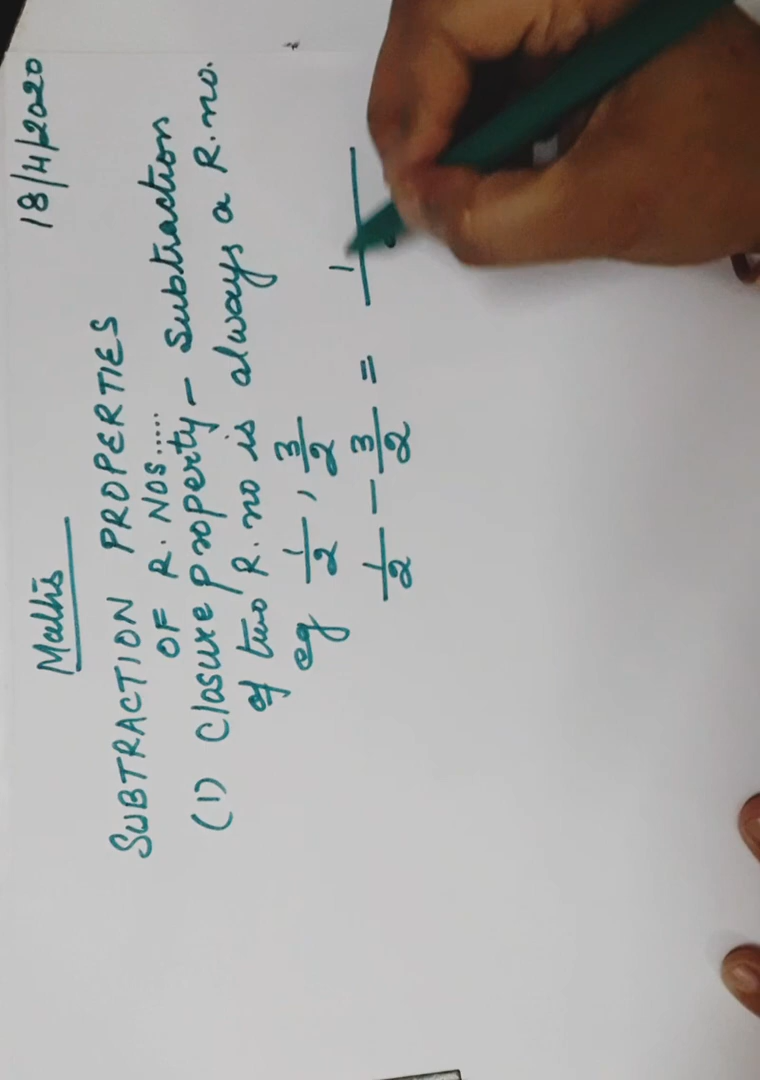 18/4/2020
Maths
SUBTRACTION PROPERTIES
OF R. NOS.....
(1) Closure property – subtraction
of two R. no is always a R. no.
eg 1/2 , 3/2
1/2 – 3/2 = 1